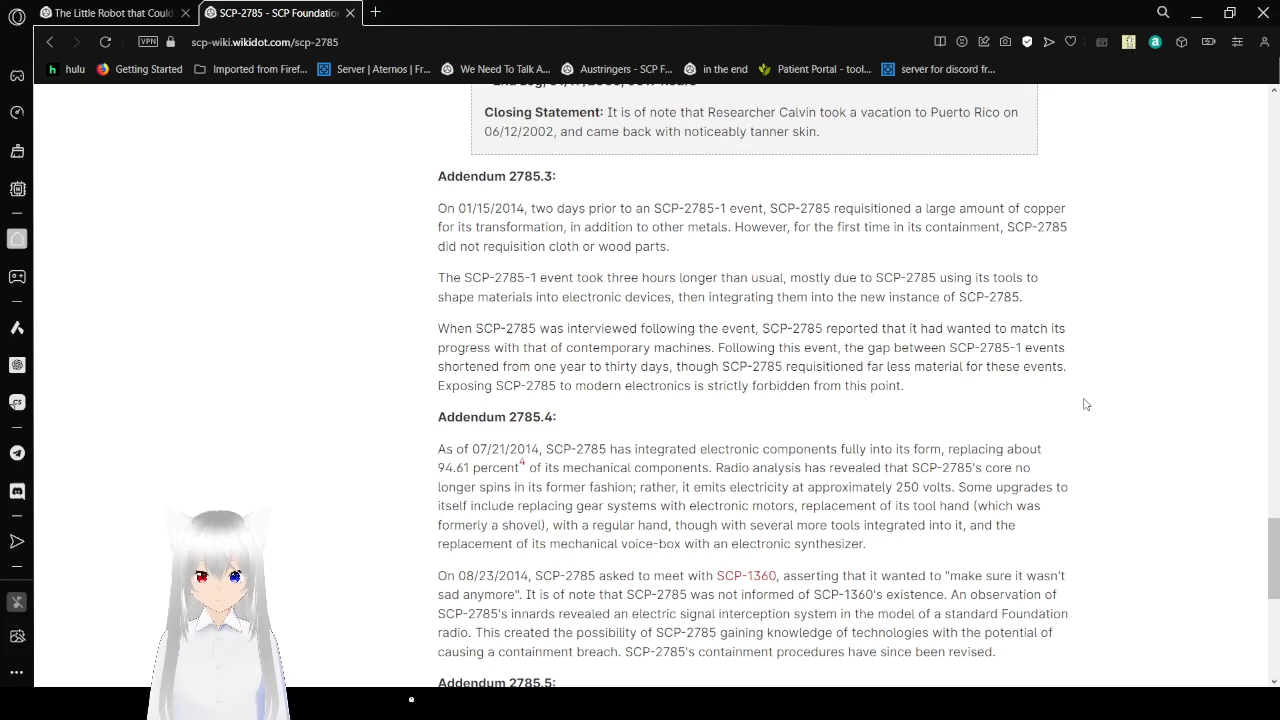 The Little Robot that Could
SCP-2785 - SCP Foundation
VPN
scp-wiki.wikidot.com/scp-2785
hulu
Getting Started
Imported from Firef...
Server | Aternos | Fr...
We Need To Talk A...
Austringers - SCP F...
in the end
Patient Portal - tool...
server for discord fr...
Closing Statement: It is of note that Researcher Calvin took a vacation to Puerto Rico on
06/12/2002, and came back with noticeably tanner skin.
Addendum 2785.3:
On 01/15/2014, two days prior to an SCP-2785-1 event, SCP-2785 requisitioned a large amount of copper
for its transformation, in addition to other metals. However, for the first time in its containment, SCP-2785
did not requisition cloth or wood parts.
The SCP-2785-1 event took three hours longer than usual, mostly due to SCP-2785 using its tools to
shape materials into electronic devices, then integrating them into the new instance of SCP-2785.
When SCP-2785 was interviewed following the event, SCP-2785 reported that it had wanted to match its
progress with that of contemporary machines. Following this event, the gap between SCP-2785-1 events
shortened from one year to thirty days, though SCP-2785 requisitioned far less material for these events.
Exposing SCP-2785 to modern electronics is strictly forbidden from this point.
Addendum 2785.4:
As of 07/21/2014, SCP-2785 has integrated electronic components fully into its form, replacing about
94.61 percent4 of its mechanical components. Radio analysis has revealed that SCP-2785's core no
longer spins in its former fashion; rather, it emits electricity at approximately 250 volts. Some upgrades to
itself include replacing gear systems with electronic motors, replacement of its tool hand (which was
formerly a shovel), with a regular hand, though with several more tools integrated into it, and the
replacement of its mechanical voice-box with an electronic synthesizer.
On 08/23/2014, SCP-2785 asked to meet with SCP-1360, asserting that it wanted to "make sure it wasn't
sad anymore". It is of note that SCP-2785 was not informed of SCP-1360's existence. An observation of
SCP-2785's innards revealed an electric signal interception system in the model of a standard Foundation
radio. This created the possibility of SCP-2785 gaining knowledge of technologies with the potential of
causing a containment breach. SCP-2785's containment procedures have since been revised.
Addendum 2785.5: